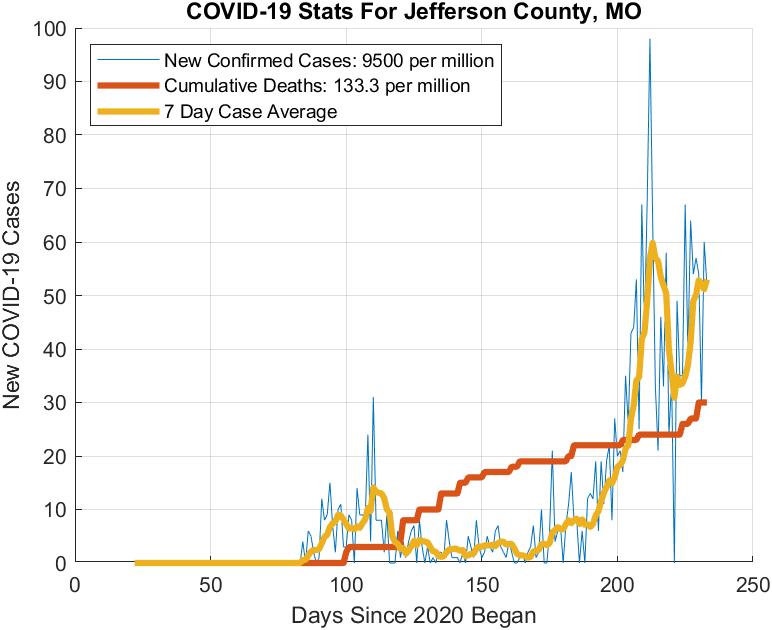 COVID-19 Stats For Jefferson County, MO
New Confirmed Cases: 9500 per million
Cumulative Deaths: 133.3 per million
7 Day Case Average
New COVID-19 Cases
100
90
80
70
60
50
40
30
20
10
0
0 50 100 150 200 250
Days Since 2020 Began